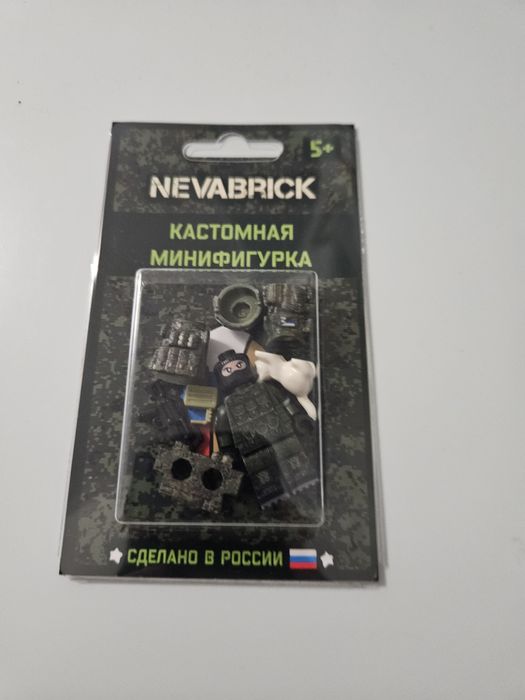 5+
NEVABRICK
КАСТОМНАЯ
МИНИФИГУРКА
СДЕЛАНО В РОССИИ